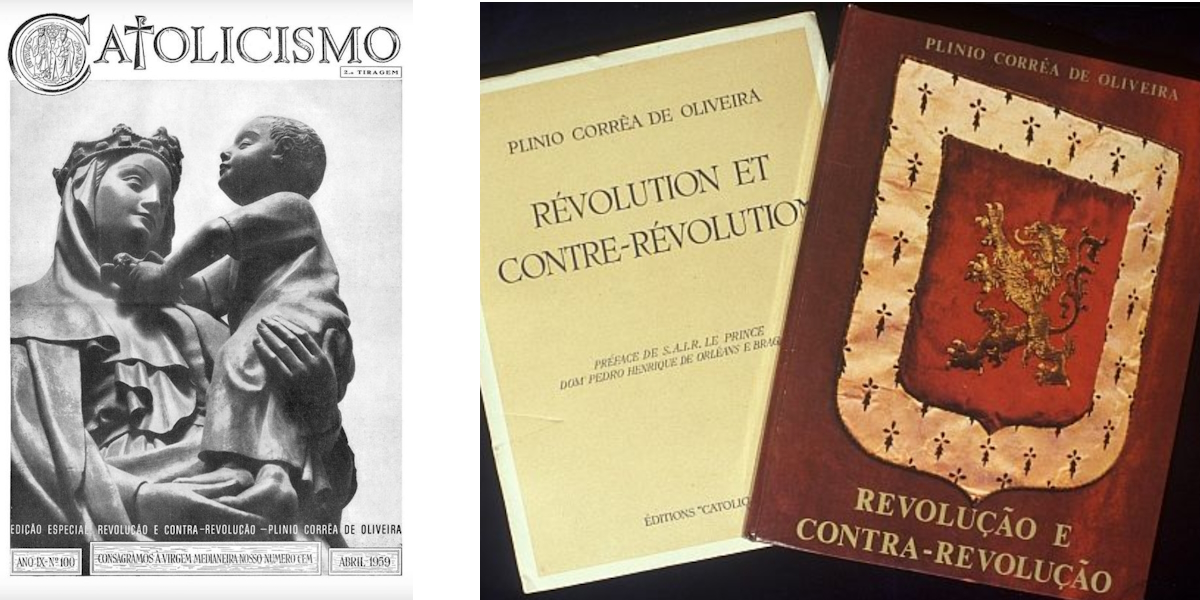 CATOLICISMO
2.a TIRAGEM
EDIÇÃO ESPECIAL REVOLUÇÃO E CONTRA-REVOLUÇÃO – PLINIO CORRÊA DE OLIVEIRA
ANO IX - Nº 100
CONSAGRAMOS À VIRGEM MEDIANEIRA NOSSO NUMERO CEM
ABRIL - 1959
PLINIO CORRÊA DE OLIVEIRA
RÉVOLUTION ET
CONTRE-RÉVOLUTION
PRÉFACE DE S.A.I.R. LE PRINCE
DOM PEDRO HENRIQUE DE ORLÉANS E BRAG
ÉDITIONS "CATOLIC
PLINIO CORRÊA DE OLIVEIRA
REVOLUÇÃO E
CONTRA-REVOLUÇÃO